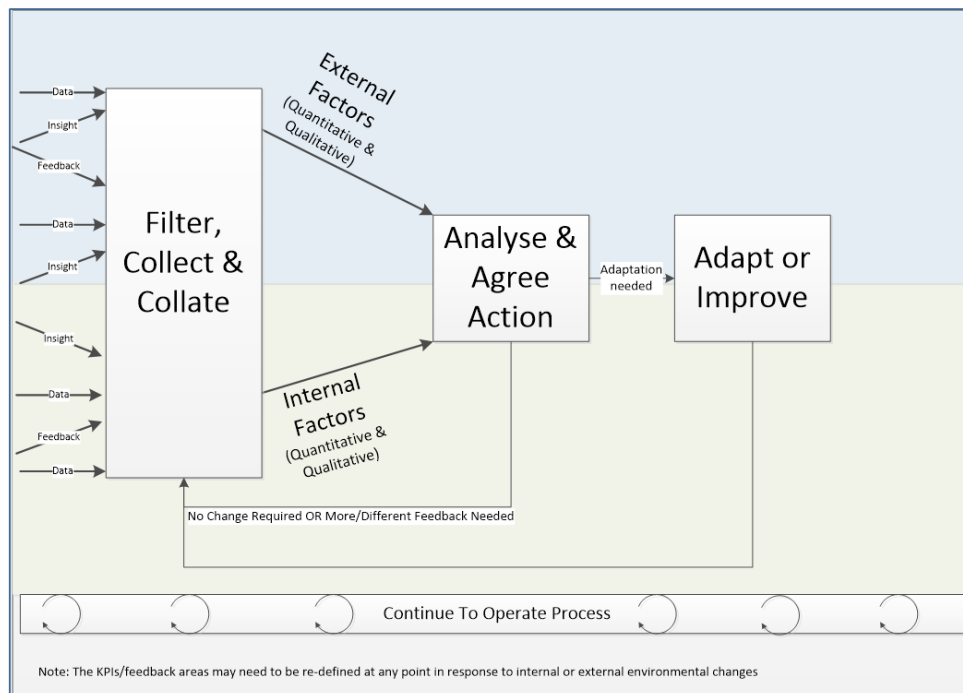 Data
Insight
Feedback
Data
Insight
Insight
Data
Feedback
Data
Filter,
Collect &
Collate
External
Factors
(Quantitative &
Qualitative)
Internal
Factors
(Quantitative &
Qualitative)
Analyse &
Agree
Action
Adaptation
needed
Adapt or
Improve
No Change Required OR More/Different Feedback Needed
Continue To Operate Process
Note: The KPIs/feedback areas may need to be re-defined at any point in response to internal or external environmental changes